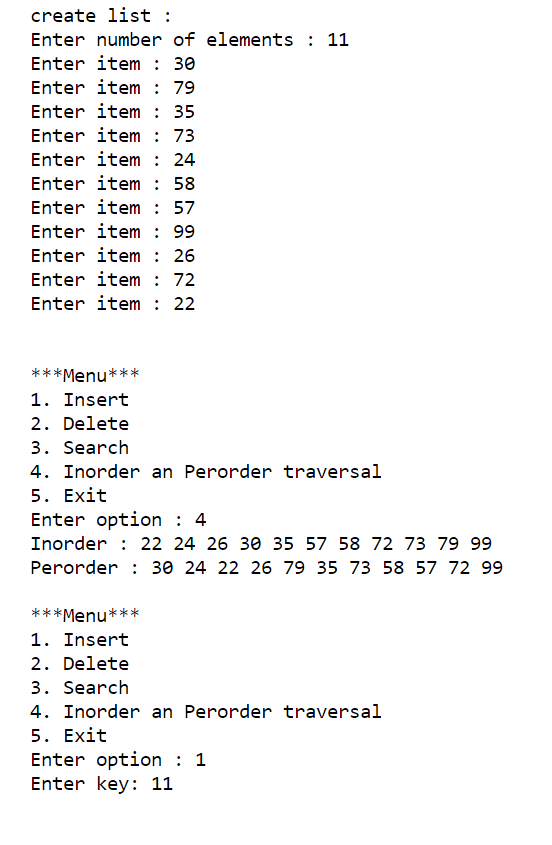 create list :
Enter number of elements : 11
Enter item : 30
Enter item : 79
Enter item : 35
Enter item : 73
Enter item : 24
Enter item : 58
Enter item : 57
Enter item : 99
Enter item : 26
Enter item : 72
Enter item : 22
***Menu***
1. Insert
2. Delete
3. Search
4. Inorder an Perorder traversal
5. Exit
Enter option : 4
Inorder : 22 24 26 30 35 57 58 72 73 79 99
Perorder : 30 24 22 26 79 35 73 58 57 72 99
***Menu***
1. Insert
2. Delete
3. Search
4. Inorder an Perorder traversal
5. Exit
Enter option : 1
Enter key: 11